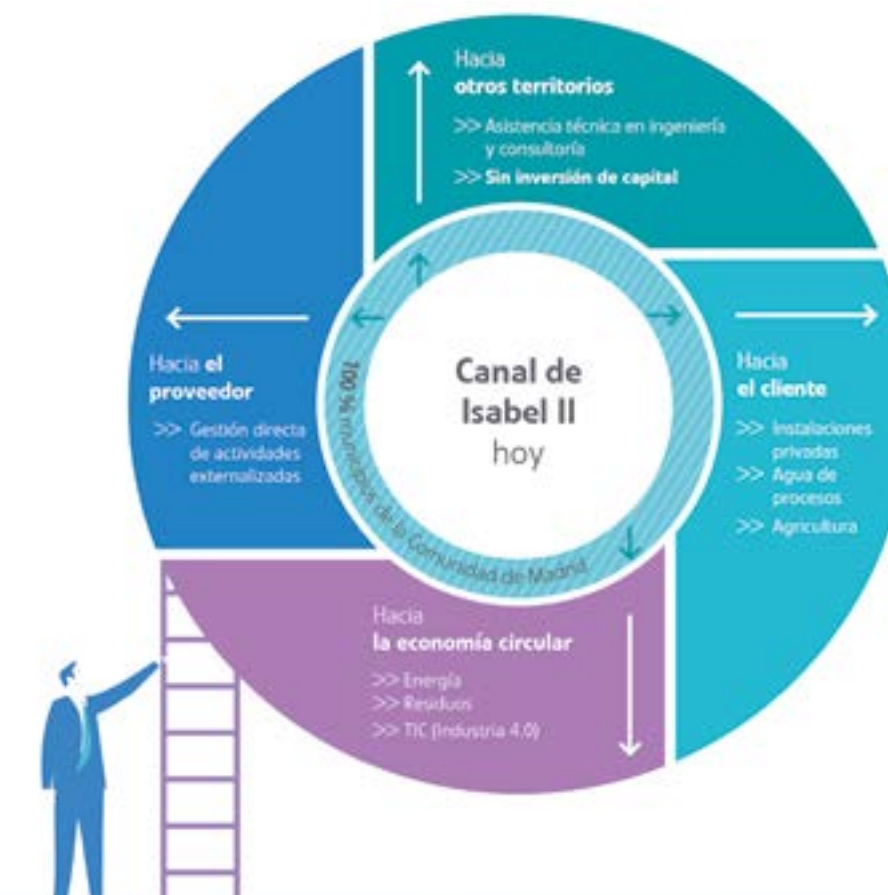 Hacia
otros territorios
>> Asistencia técnica en ingeniería
y consultoría
>> Sin inversión de capital
Hacia el
proveedor
>> Gestión directa
de actividades
externalizadas
Canal de
Isabel II
hoy
100 % municipios de la Comunidad de Madrid
Hacia
el cliente
>> Instalaciones
privadas
>> Agua de
procesos
>> Agricultura
Hacia
la economía circular
>> Energía
>> Residuos
>> TIC (Industria 4.0)